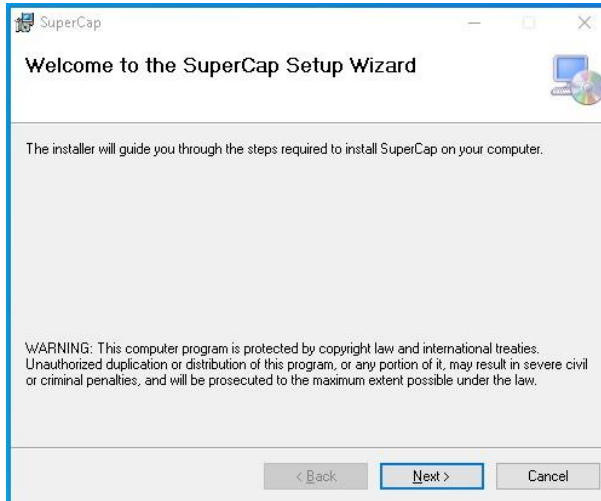 SuperCap
Welcome to the SuperCap Setup Wizard
The installer will guide you through the steps required to install SuperCap on your computer.
WARNING: This computer program is protected by copyright law and international treaties.
Unauthorized duplication or distribution of this program, or any portion of it, may result in severe civil
or criminal penalties, and will be prosecuted to the maximum extent possible under the law.
< Back
Next >
Cancel